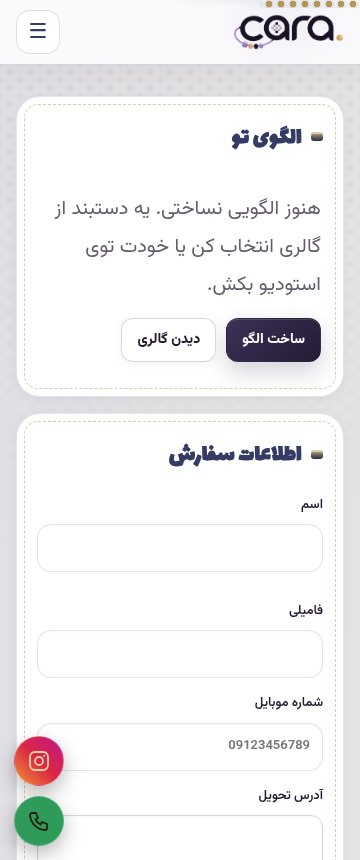 cara.
الگوی تو
هنوز الگویی نساختی. یه دستبند از
گالری انتخاب کن یا خودت توی
استودیو بکش.
ساخت الگو
دیدن گالری
اطلاعات سفارش
اسم
فامیلی
شماره موبایل
09123456789
آدرس تحویل